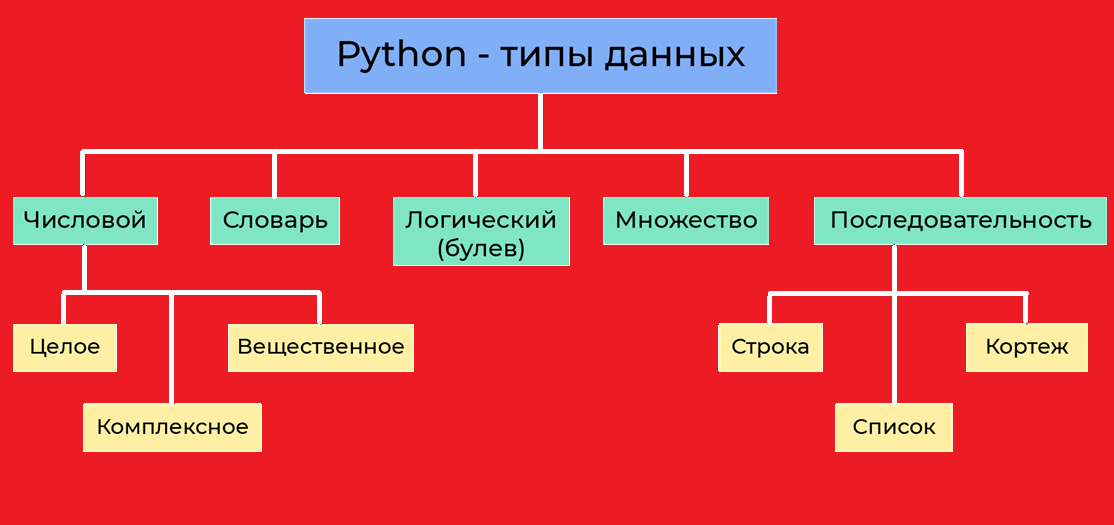 Python - типы данных
Числовой
Словарь
Логический
(булев)
Множество
Последовательность
Целое
Вещественное
Строка
Кортеж
Комплексное
Список